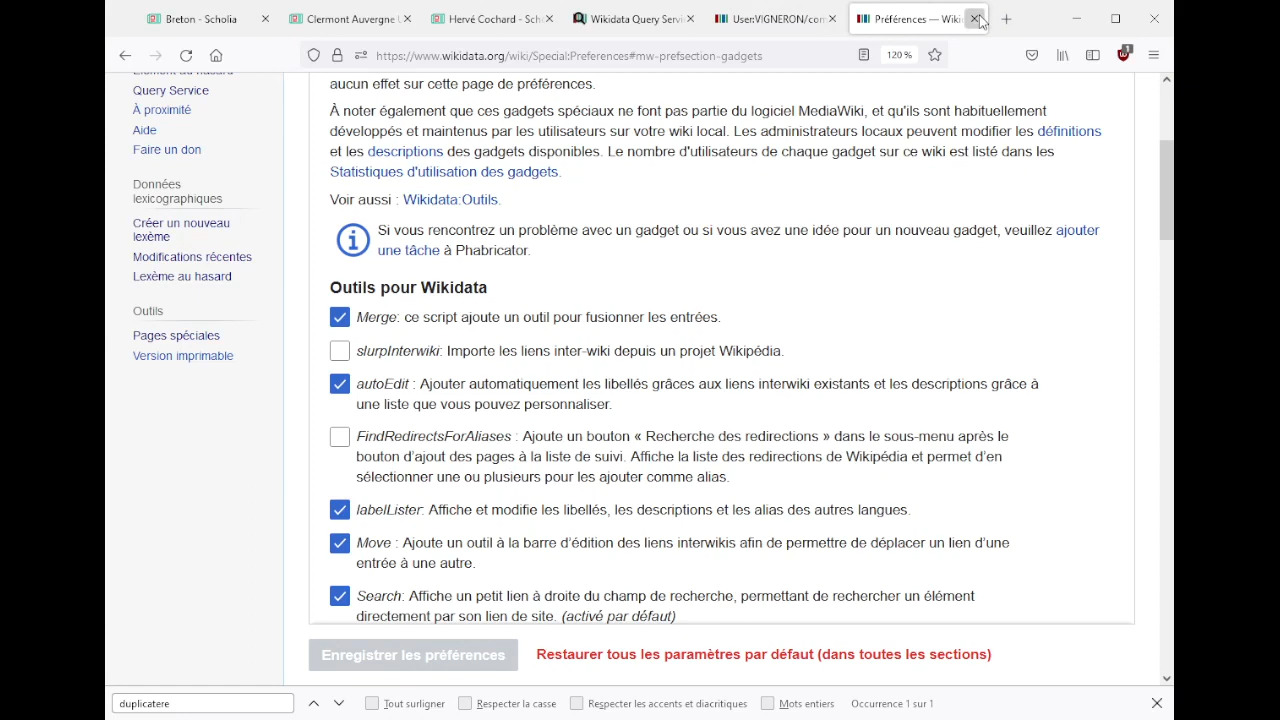 Breton - Scholia
Clermont Auvergne U
Hervé Cochard - Sch
Wikidata Query Servi
User:VIGNERON/com
Préférences — Wiki
https://www.wikidata.org/wiki/Special:Preferences#mw-prefsection-gadgets
120 %
1
Élément au hasard
Query Service
À proximité
Aide
Faire un don
Données
lexicographiques
Créer un nouveau
lexème
Modifications récentes
Lexème au hasard
Outils
Pages spéciales
Version imprimable
aucun effet sur cette page de préférences.
À noter également que ces gadgets spéciaux ne font pas partie du logiciel MediaWiki, et qu'ils sont habituellement
développés et maintenus par les utilisateurs sur votre wiki local. Les administrateurs locaux peuvent modifier les définitions
et les descriptions des gadgets disponibles. Le nombre d'utilisateurs de chaque gadget sur ce wiki est listé dans les
Statistiques d'utilisation des gadgets.
Voir aussi : Wikidata:Outils.
Si vous rencontrez un problème avec un gadget ou si vous avez une idée pour un nouveau gadget, veuillez ajouter
une tâche à Phabricator.
Outils pour Wikidata
Merge: ce script ajoute un outil pour fusionner les entrées.
slurpInterwiki: Importe les liens inter-wiki depuis un projet Wikipédia.
autoEdit : Ajouter automatiquement les libellés grâces aux liens interwiki existants et les descriptions grâce à
une liste que vous pouvez personnaliser.
FindRedirectsForAliases : Ajoute un bouton « Recherche des redirections » dans le sous-menu après le
bouton d’ajout des pages à la liste de suivi. Affiche la liste des redirections de Wikipédia et permet d’en
sélectionner une ou plusieurs pour les ajouter comme alias.
labelLister: Affiche et modifie les libellés, les descriptions et les alias des autres langues.
Move : Ajoute un outil à la barre d’édition des liens interwikis afin de permettre de déplacer un lien d’une
entrée à une autre.
Search: Affiche un petit lien à droite du champ de recherche, permettant de rechercher un élément
directement par son lien de site. (activé par défaut)
Enregistrer les préférences
Restaurer tous les paramètres par défaut (dans toutes les sections)
duplicatere
Tout surligner
Respecter la casse
Respecter les accents et diacritiques
Mots entiers
Occurrence 1 sur 1